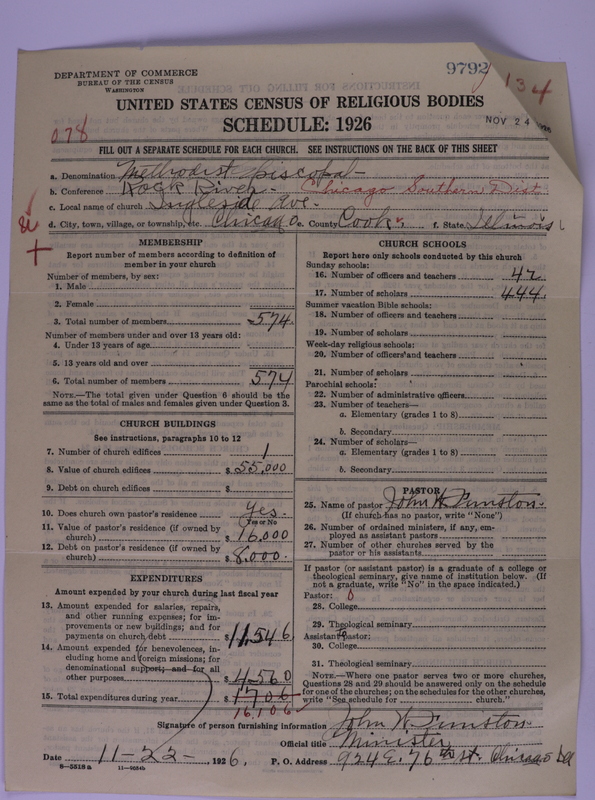 DEPARTMENT OF COMMERCE
BUREAU OF THE CENSUS
WASHINGTON
9792
134
UNITED STATES CENSUS OF RELIGIOUS BODIES
SCHEDULE: 1926
NOV 24
078
FILL OUT A SEPARATE SCHEDULE FOR EACH CHURCH. SEE INSTRUCTIONS ON THE BACK OF THIS SHEET
a. Denomination Methodist Episcopal
b. Conference Rock River - Chicago Southern Dist
c. Local name of church Ingleside Ave.
d. City, town, village, or township, etc. Chicago e. County Cook f. State Illinois
MEMBERSHIP
Report number of members according to definition of
member in your church
Number of members, by sex:
1. Male
2. Female
3. Total number of members 574
Number of members under and over 13 years old:
4. Under 13 years of age
5. 13 years old and over
6. Total number of members 574
NOTE.—The total given under Question 6 should be the
same as the total of males and females given under Question 3.
CHURCH BUILDINGS
See instructions, paragraphs 10 to 12
7. Number of church edifices 1
8. Value of church edifices $ 55,000
9. Debt on church edifices $
10. Does church own pastor's residence Yes.
Yes or No
11. Value of pastor's residence (if owned by
church) $ 16,000
12. Debt on pastor's residence (if owned by
church) $ 8,000.
EXPENDITURES
Amount expended by your church during last fiscal year
13. Amount expended for salaries, repairs,
and other running expenses; for im-
provements or new buildings; and for
payments on church debt $ 11,546
14. Amount expended for benevolences, in-
cluding home and foreign missions; for
denominational support; and for all
other purposes $ 4560
15. Total expenditures during year $
16,106
CHURCH SCHOOLS
Report here only schools conducted by this church
Sunday schools:
16. Number of officers and teachers 42
17. Number of scholars 444
Summer vacation Bible schools:
18. Number of officers and teachers
19. Number of scholars
Week-day religious schools:
20. Number of officers and teachers
21. Number of scholars
Parochial schools:
22. Number of administrative officers
23. Number of teachers—
a. Elementary (grades 1 to 8)
b. Secondary
24. Number of scholars—
a. Elementary (grades 1 to 8)
b. Secondary
PASTOR
25. Name of pastor John W. Funston
(If church has no pastor, write "None")
26. Number of ordained ministers, if any, em-
ployed as assistant pastors
27. Number of other churches served by the
pastor or his assistants
If pastor (or assistant pastor) is a graduate of a college or
theological seminary, give name of institution below. (If
not a graduate, write "No" in the space indicated.)
Pastor: 0
28. College
29. Theological seminary
Assistant pastor:
30. College
31. Theological seminary
NOTE.—Where one pastor serves two or more churches,
Questions 28 and 29 should be answered only on the schedule
for one of the churches; on the schedules for the other churches,
write "See schedule for church."
Signature of person furnishing information John W Funston
Official title Minister
Date 11-22-, 1926. P. O. Address 924 E. 76th St. Chicago Ill
8—5818 a 11—9554b